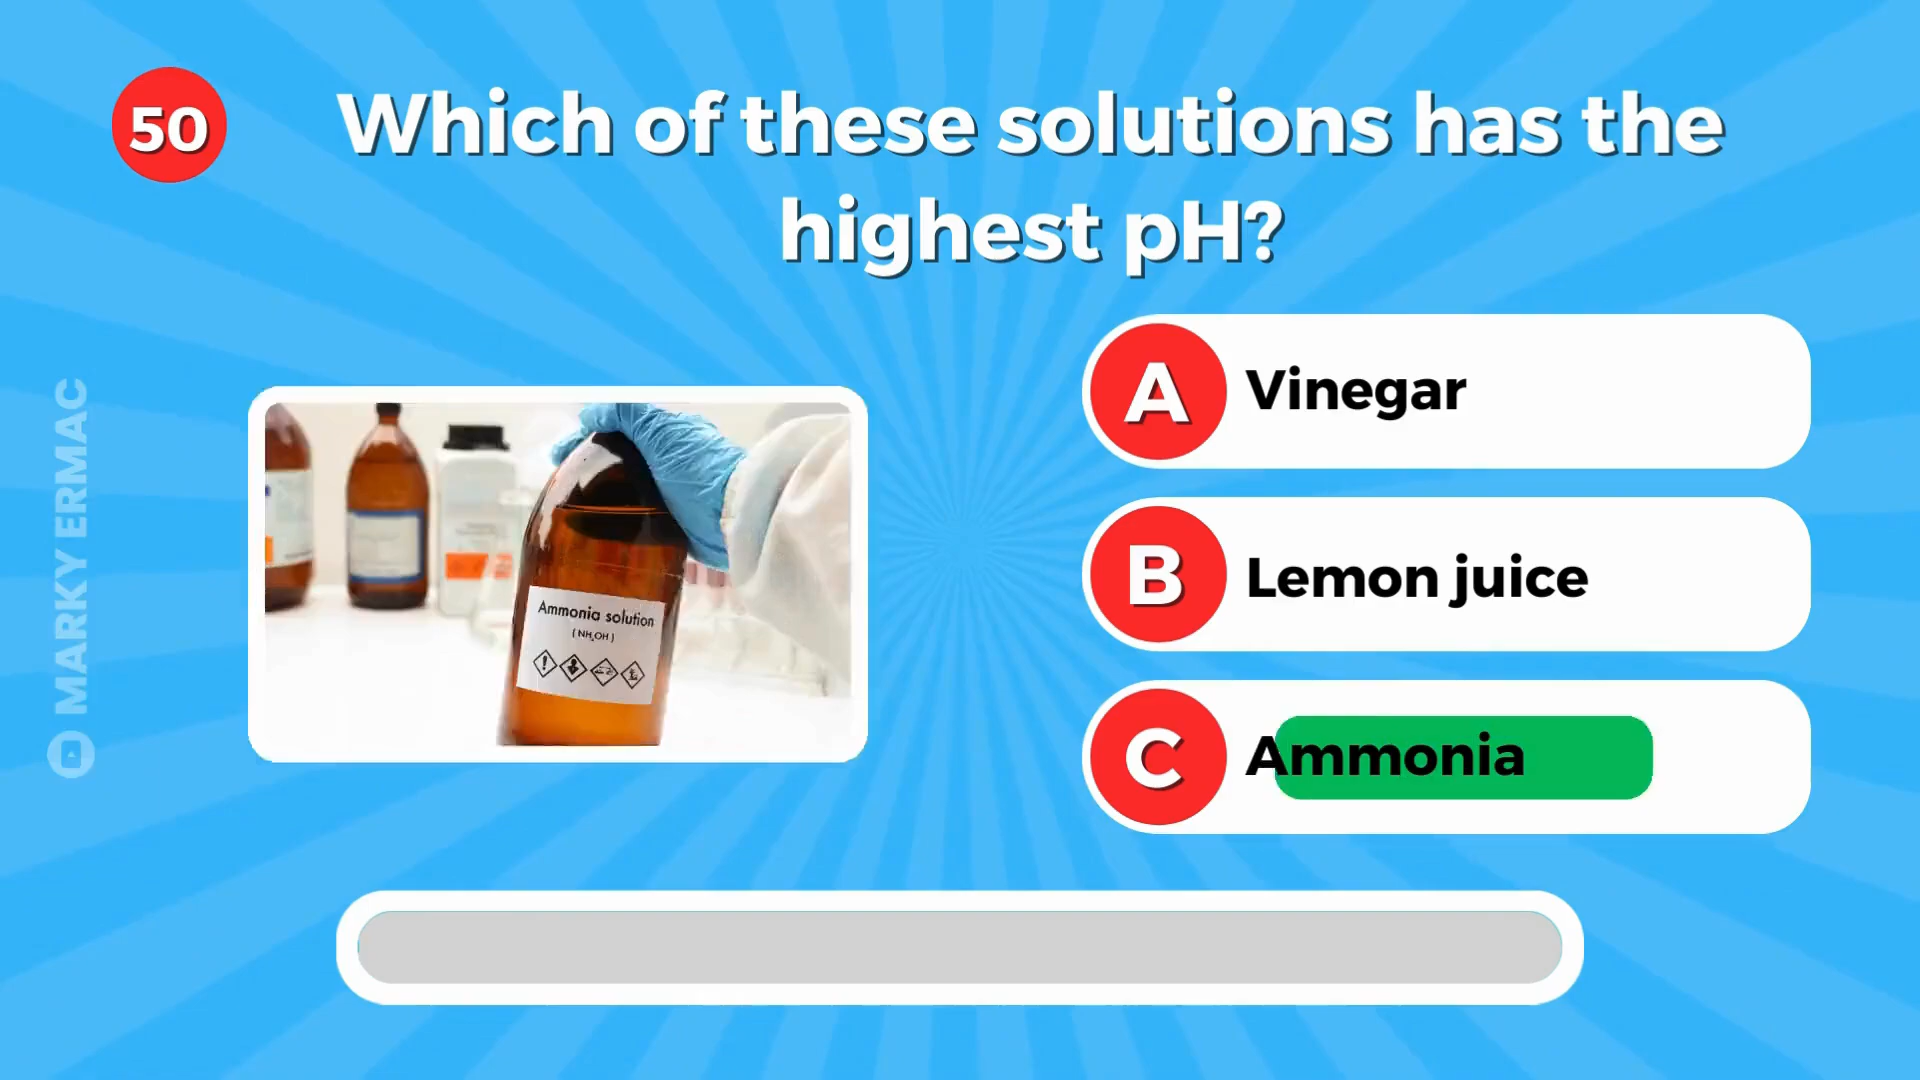 50
Which of these solutions has the
highest pH?
A Vinegar
B Lemon juice
C Ammonia
Ammonia solution
( NH₄OH )
MARKY ERMAC